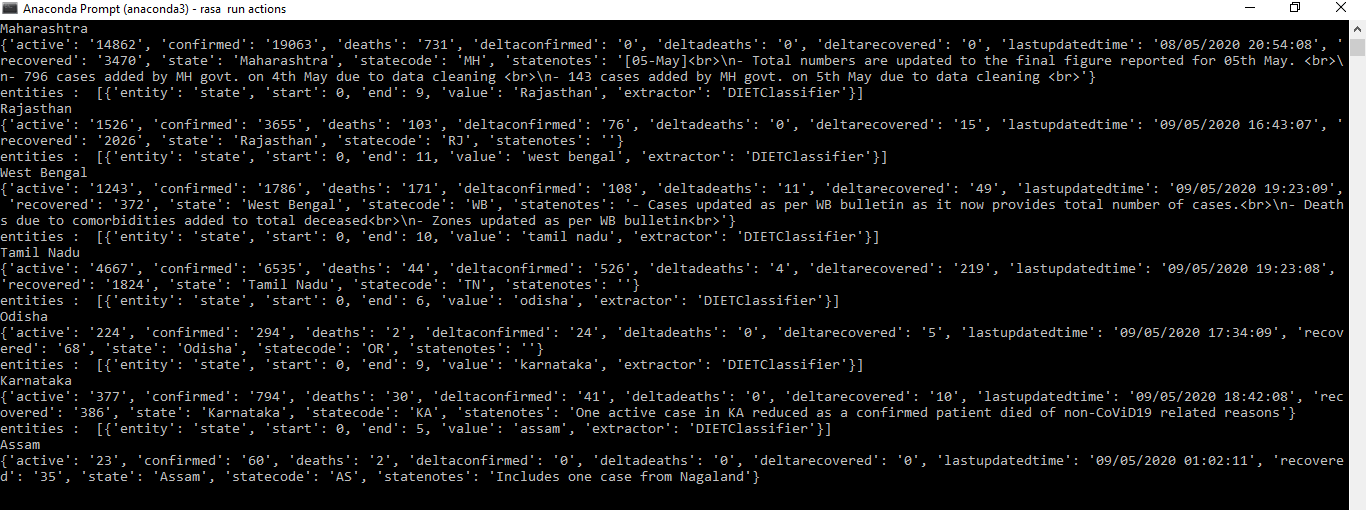 Anaconda Prompt (anaconda3) - rasa  run actions
Maharashtra
{'active': '14862', 'confirmed': '19063', 'deaths': '731', 'deltaconfirmed': '0', 'deltadeaths': '0', 'deltarecovered': '0', 'lastupdatedtime': '08/05/2020 20:54:08', '
recovered': '3470', 'state': 'Maharashtra', 'statecode': 'MH', 'statenotes': '[05-May]<br>\n- Total numbers are updated to the final figure reported for 05th May. <br>\
n- 796 cases added by MH govt. on 4th May due to data cleaning <br>\n- 143 cases added by MH govt. on 5th May due to data cleaning <br>'}
entities :  [{'entity': 'state', 'start': 0, 'end': 9, 'value': 'Rajasthan', 'extractor': 'DIETClassifier'}]
Rajasthan
{'active': '1526', 'confirmed': '3655', 'deaths': '103', 'deltaconfirmed': '76', 'deltadeaths': '0', 'deltarecovered': '15', 'lastupdatedtime': '09/05/2020 16:43:07', '
recovered': '2026', 'state': 'Rajasthan', 'statecode': 'RJ', 'statenotes': ''}
entities :  [{'entity': 'state', 'start': 0, 'end': 11, 'value': 'west bengal', 'extractor': 'DIETClassifier'}]
West Bengal
{'active': '1243', 'confirmed': '1786', 'deaths': '171', 'deltaconfirmed': '108', 'deltadeaths': '11', 'deltarecovered': '49', 'lastupdatedtime': '09/05/2020 19:23:09',
 'recovered': '372', 'state': 'West Bengal', 'statecode': 'WB', 'statenotes': '- Cases updated as per WB bulletin as it now provides total number of cases.<br>\n- Death
s due to comorbidities added to total deceased<br>\n- Zones updated as per WB bulletin<br>'}
entities :  [{'entity': 'state', 'start': 0, 'end': 10, 'value': 'tamil nadu', 'extractor': 'DIETClassifier'}]
Tamil Nadu
{'active': '4667', 'confirmed': '6535', 'deaths': '44', 'deltaconfirmed': '526', 'deltadeaths': '4', 'deltarecovered': '219', 'lastupdatedtime': '09/05/2020 19:23:08',
'recovered': '1824', 'state': 'Tamil Nadu', 'statecode': 'TN', 'statenotes': ''}
entities :  [{'entity': 'state', 'start': 0, 'end': 6, 'value': 'odisha', 'extractor': 'DIETClassifier'}]
Odisha
{'active': '224', 'confirmed': '294', 'deaths': '2', 'deltaconfirmed': '24', 'deltadeaths': '0', 'deltarecovered': '5', 'lastupdatedtime': '09/05/2020 17:34:09', 'recov
ered': '68', 'state': 'Odisha', 'statecode': 'OR', 'statenotes': ''}
entities :  [{'entity': 'state', 'start': 0, 'end': 9, 'value': 'karnataka', 'extractor': 'DIETClassifier'}]
Karnataka
{'active': '377', 'confirmed': '794', 'deaths': '30', 'deltaconfirmed': '41', 'deltadeaths': '0', 'deltarecovered': '10', 'lastupdatedtime': '09/05/2020 18:42:08', 'rec
overed': '386', 'state': 'Karnataka', 'statecode': 'KA', 'statenotes': 'One active case in KA reduced as a confirmed patient died of non-CoViD19 related reasons'}
entities :  [{'entity': 'state', 'start': 0, 'end': 5, 'value': 'assam', 'extractor': 'DIETClassifier'}]
Assam
{'active': '23', 'confirmed': '60', 'deaths': '2', 'deltaconfirmed': '0', 'deltadeaths': '0', 'deltarecovered': '0', 'lastupdatedtime': '09/05/2020 01:02:11', 'recovere
d': '35', 'state': 'Assam', 'statecode': 'AS', 'statenotes': 'Includes one case from Nagaland'}